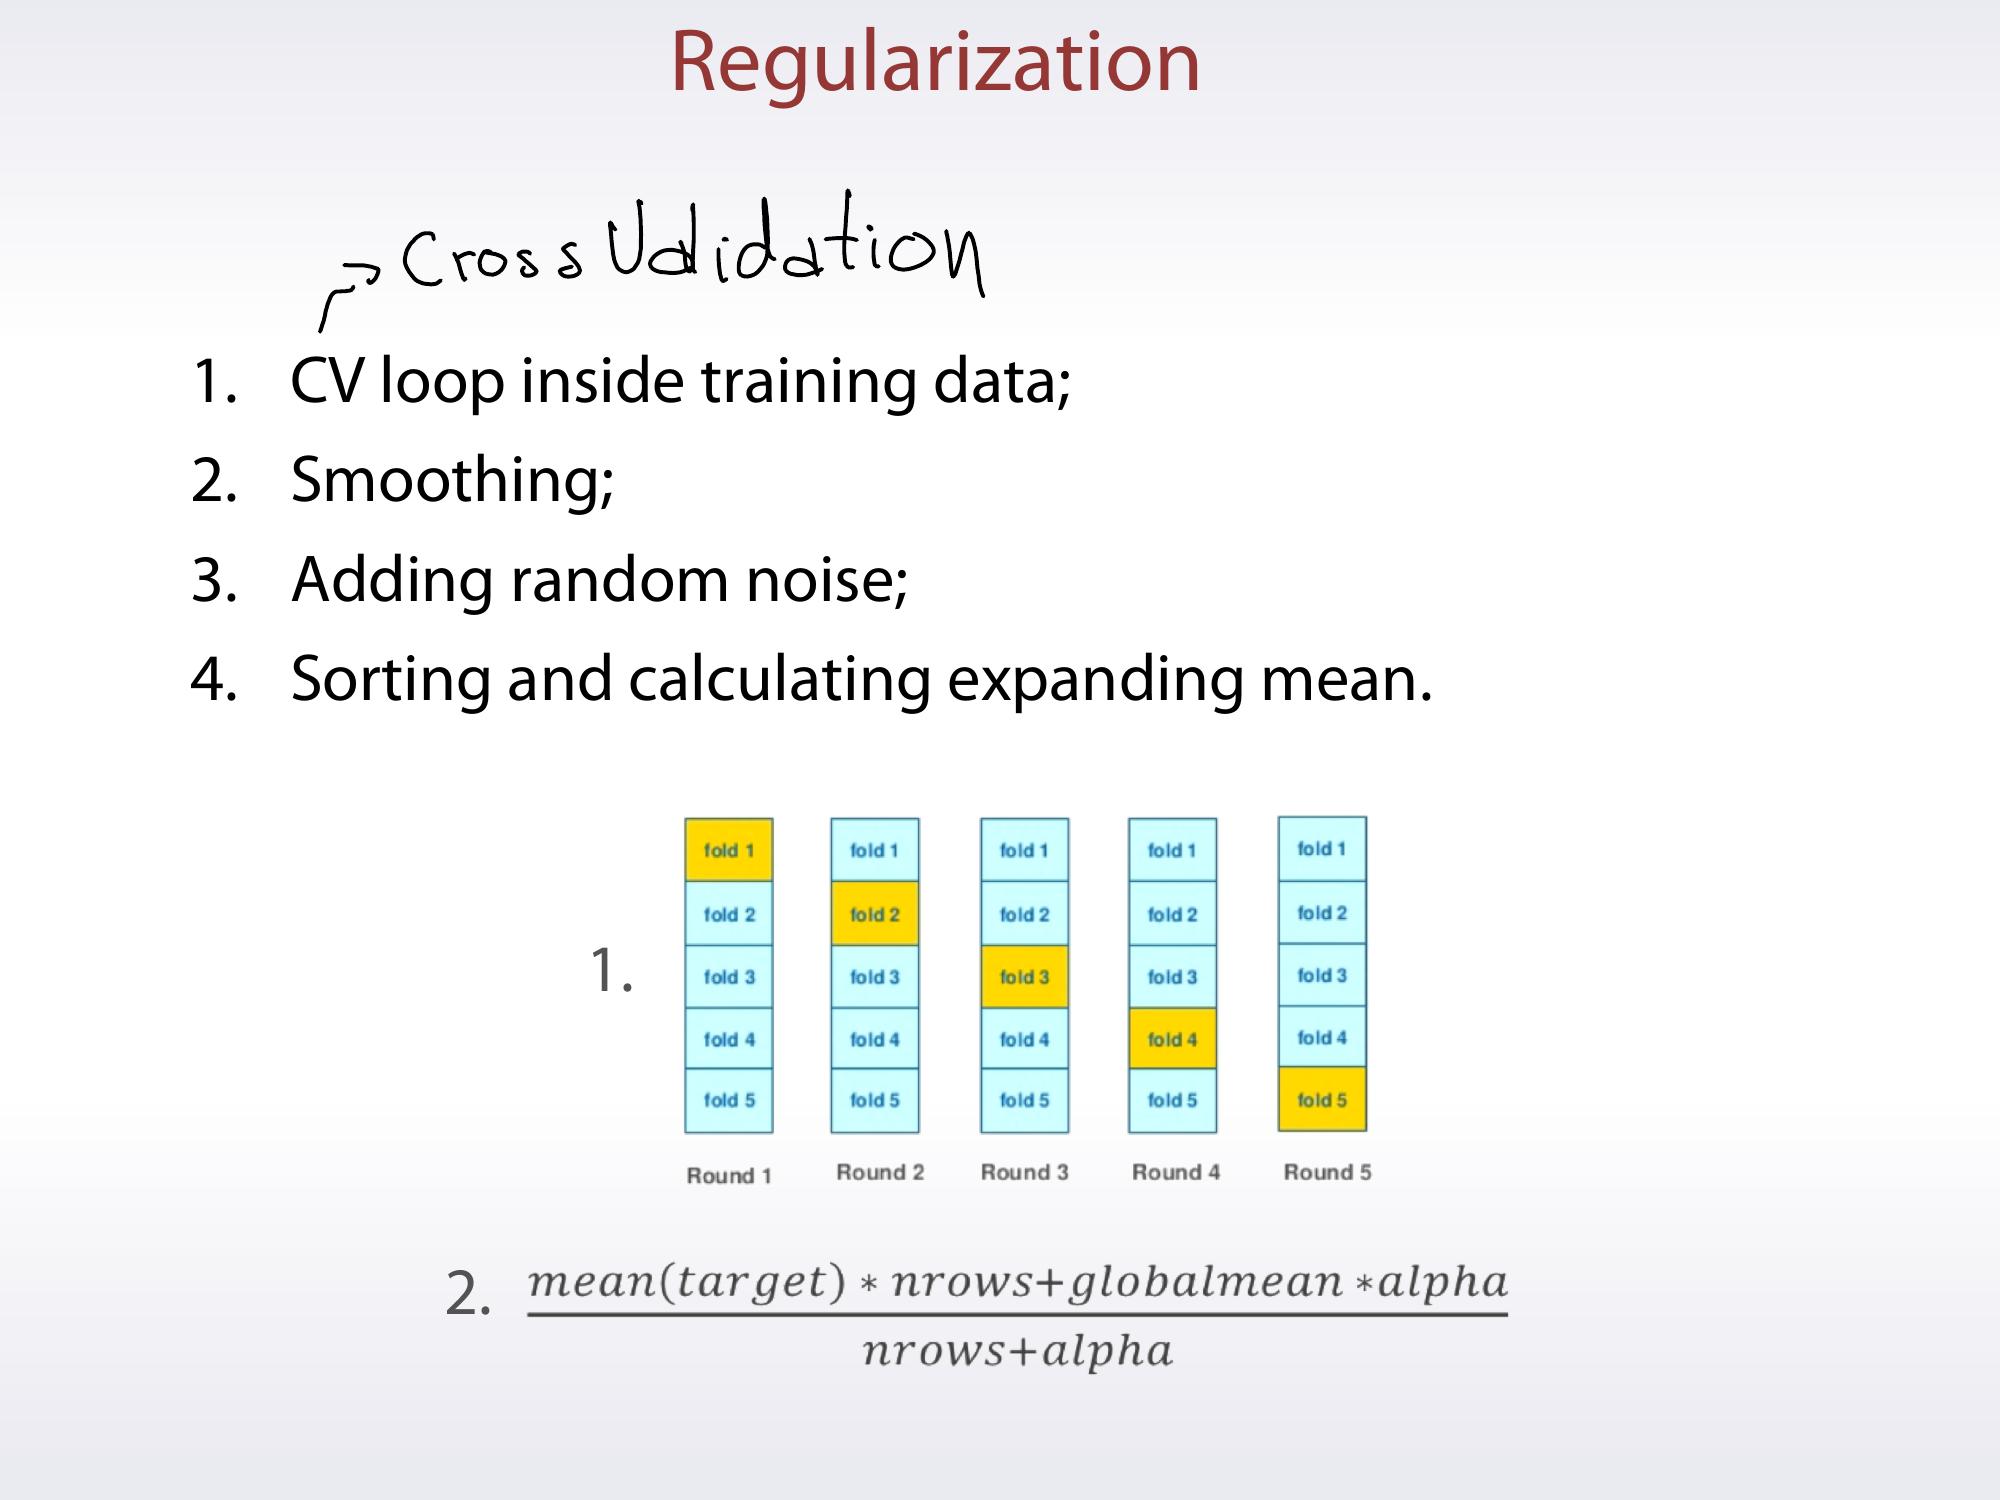 Regularization
Cross Validation
1. CV loop inside training data;
2. Smoothing;
3. Adding random noise;
4. Sorting and calculating expanding mean.
1.
fold 1 fold 1 fold 1 fold 1 fold 1
fold 2 fold 2 fold 2 fold 2 fold 2
fold 3 fold 3 fold 3 fold 3 fold 3
fold 4 fold 4 fold 4 fold 4 fold 4
fold 5 fold 5 fold 5 fold 5 fold 5
Round 1 Round 2 Round 3 Round 4 Round 5
2. mean(target) * nrows+globalmean *alpha
nrows+alpha